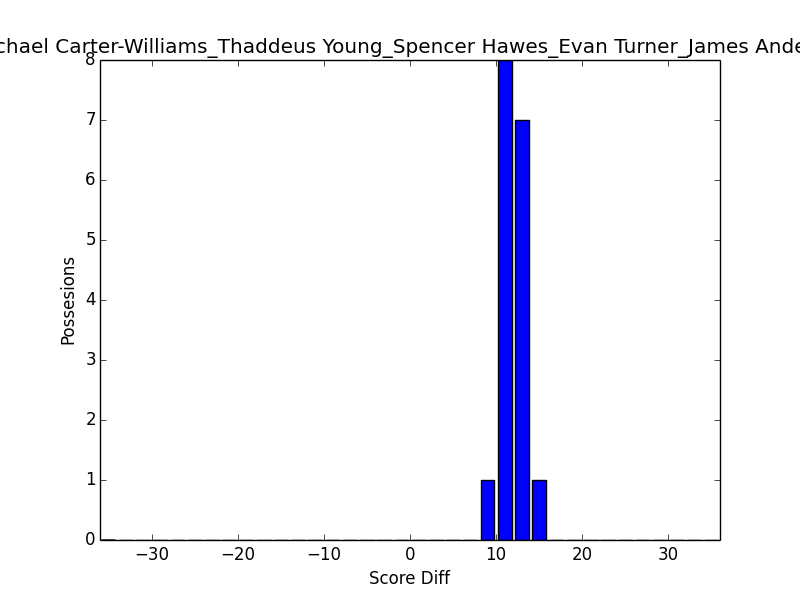 chael Carter-Williams_Thaddeus Young_Spencer Hawes_Evan Turner_James Ande
8
7
6
5
4
3
2
1
0
Possesions
−30 −20 −10 0 10 20 30
Score Diff